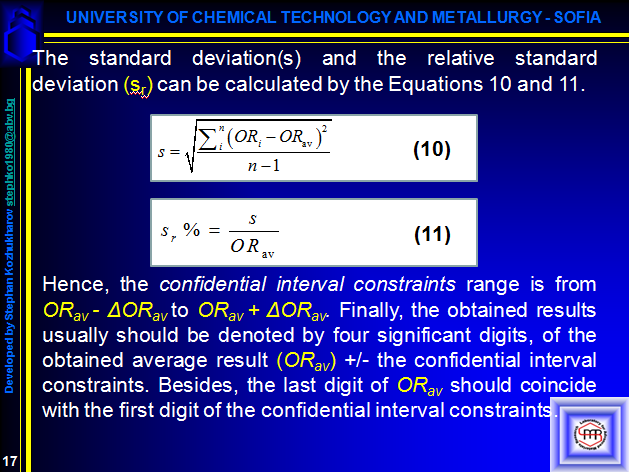 UNIVERSITY OF CHEMICAL TECHNOLOGY AND METALLURGY - SOFIA
Developed by Stephan Kozhukharov stephko1980@abv.bg
The standard deviation(s) and the relative standard
deviation (sr) can be calculated by the Equations 10 and 11.
s = √(∑ᵢⁿ(ORᵢ − ORav)² / (n − 1)) (10)
sr % = s / ORav (11)
Hence, the confidential interval constraints range is from
ORav - ΔORav to ORav + ΔORav. Finally, the obtained results
usually should be denoted by four significant digits, of the
obtained average result (ORav) +/- the confidential interval
constraints. Besides, the last digit of ORav should coincide
with the first digit of the confidential interval constraints.
17